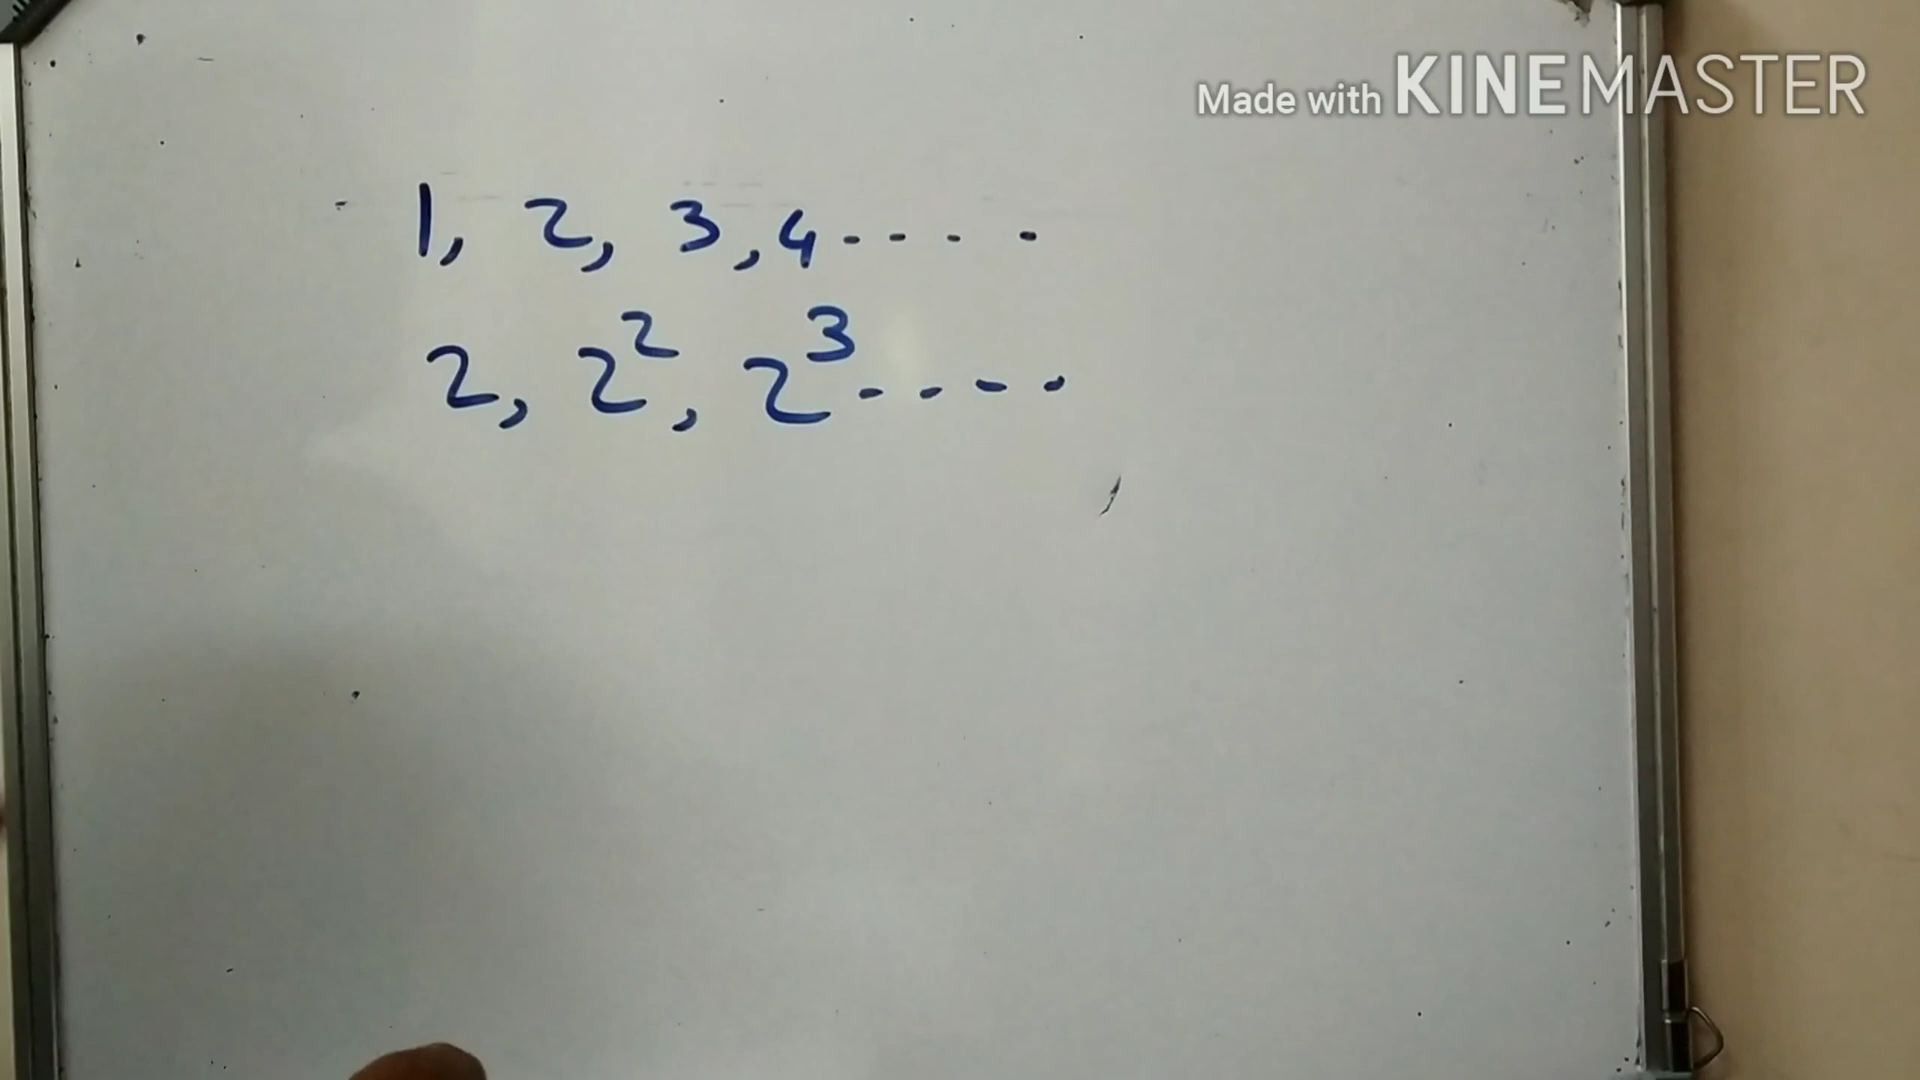 Made with KINEMASTER
1, 2, 3, 4 - - - -
2, 2², 2³ - - - -